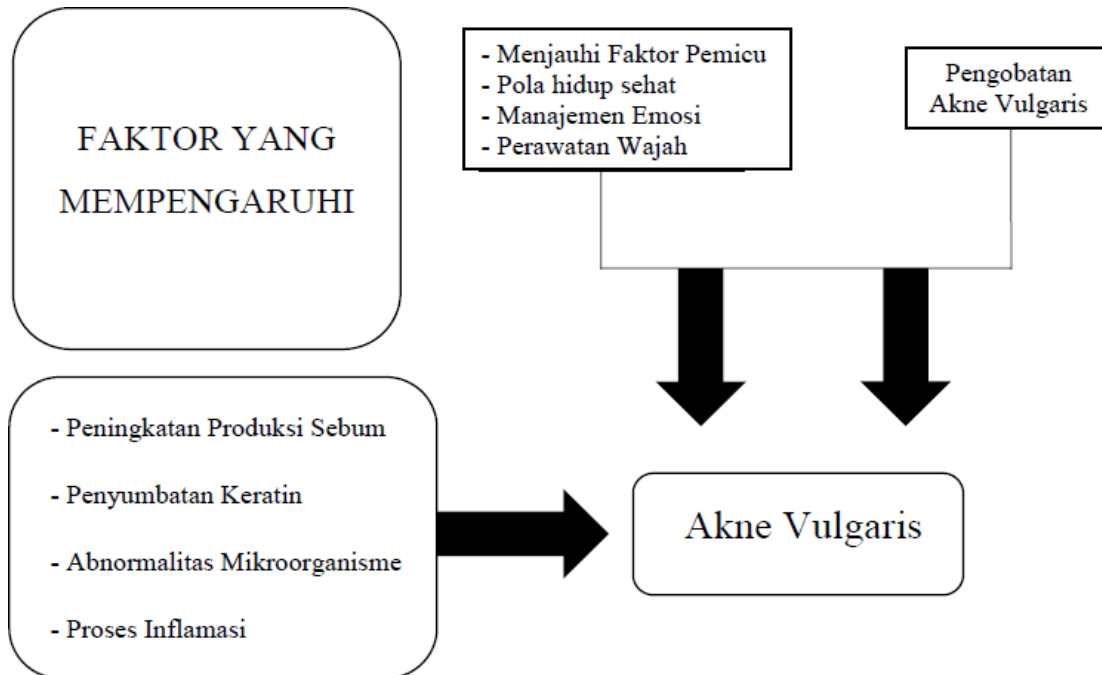 FAKTOR YANG
MEMPENGARUHI
- Menjauhi Faktor Pemicu
- Pola hidup sehat
- Manajemen Emosi
- Perawatan Wajah
Pengobatan
Akne Vulgaris
- Peningkatan Produksi Sebum
- Penyumbatan Keratin
- Abnormalitas Mikroorganisme
- Proses Inflamasi
Akne Vulgaris